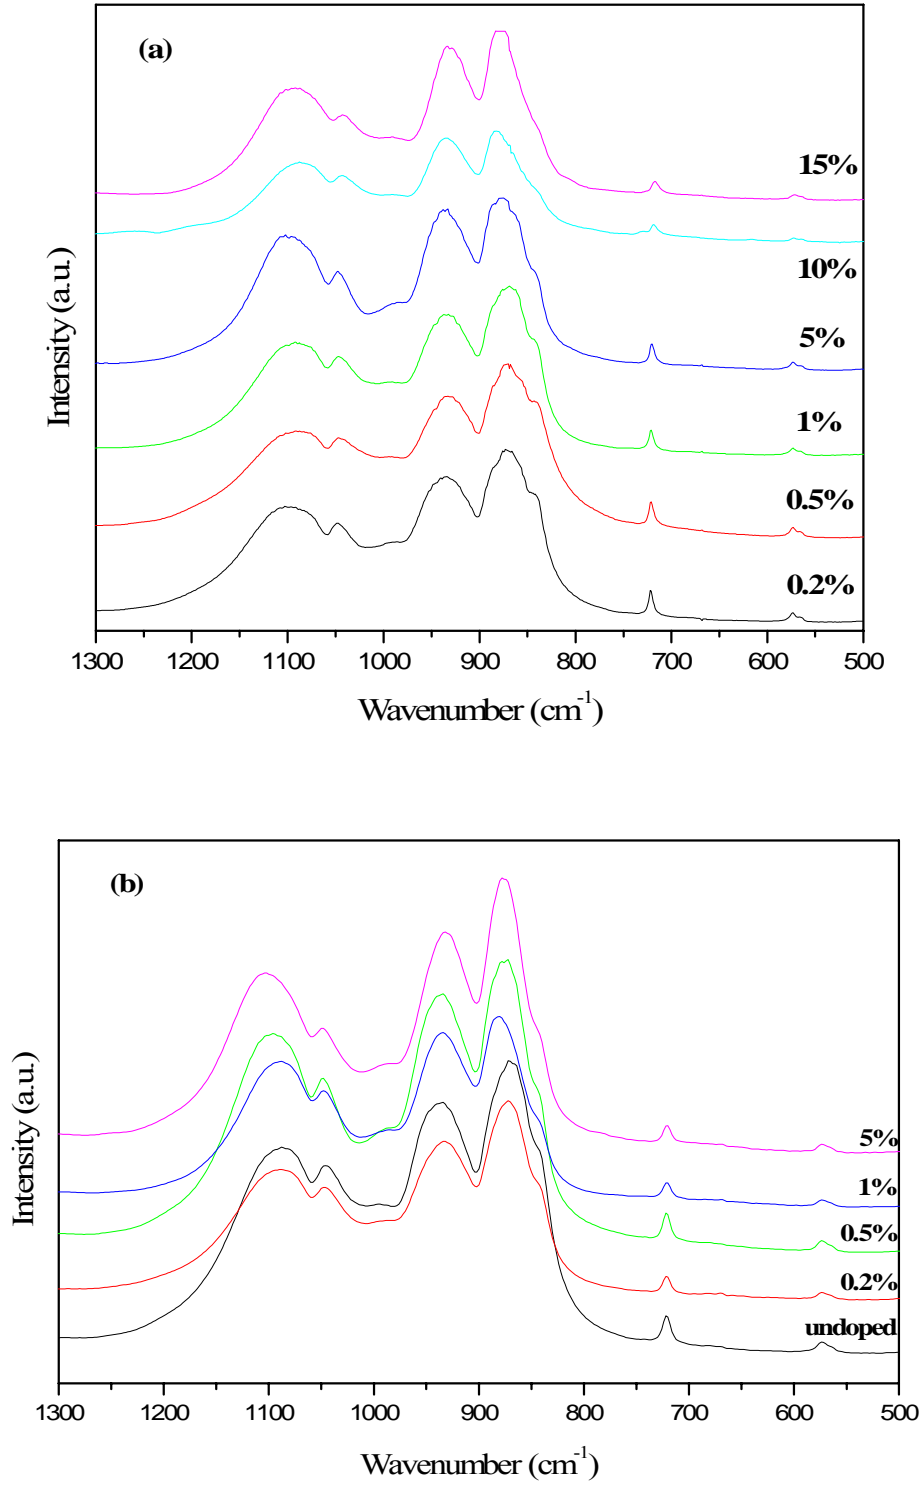 (a)
15%
10%
5%
1%
0.5%
0.2%
Intensity (a.u.)
1300 1200 1100 1000 900 800 700 600 500
Wavenumber (cm-1)
(b)
5%
1%
0.5%
0.2%
undoped
Intensity (a.u.)
1300 1200 1100 1000 900 800 700 600 500
Wavenumber (cm-1)